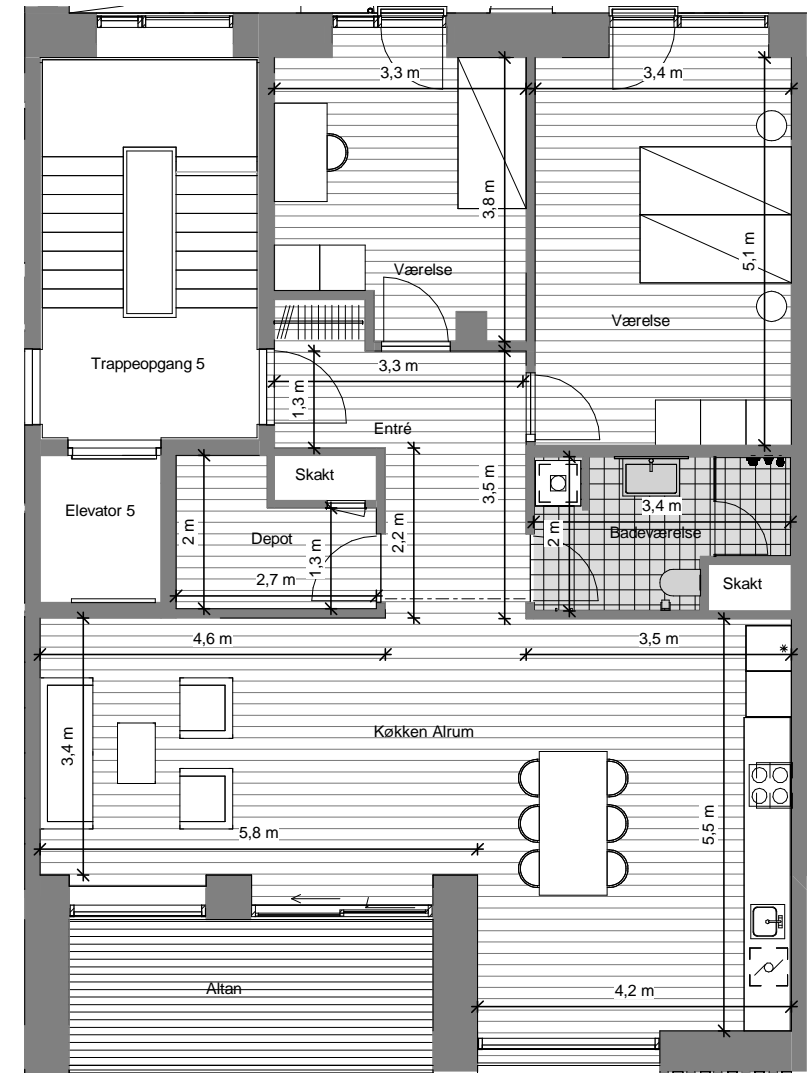 3,3 m
3,4 m
3,8 m
5,1 m
Værelse
Værelse
Trappeopgang 5
3,3 m
1,3 m
Entré
Skakt
3,5 m
3,4 m
Elevator 5
2 m
Depot
1,3 m
2,2 m
2 m
Badeværelse
2,7 m
Skakt
4,6 m
3,5 m
3,4 m
Køkken Alrum
5,8 m
5,5 m
Altan
4,2 m